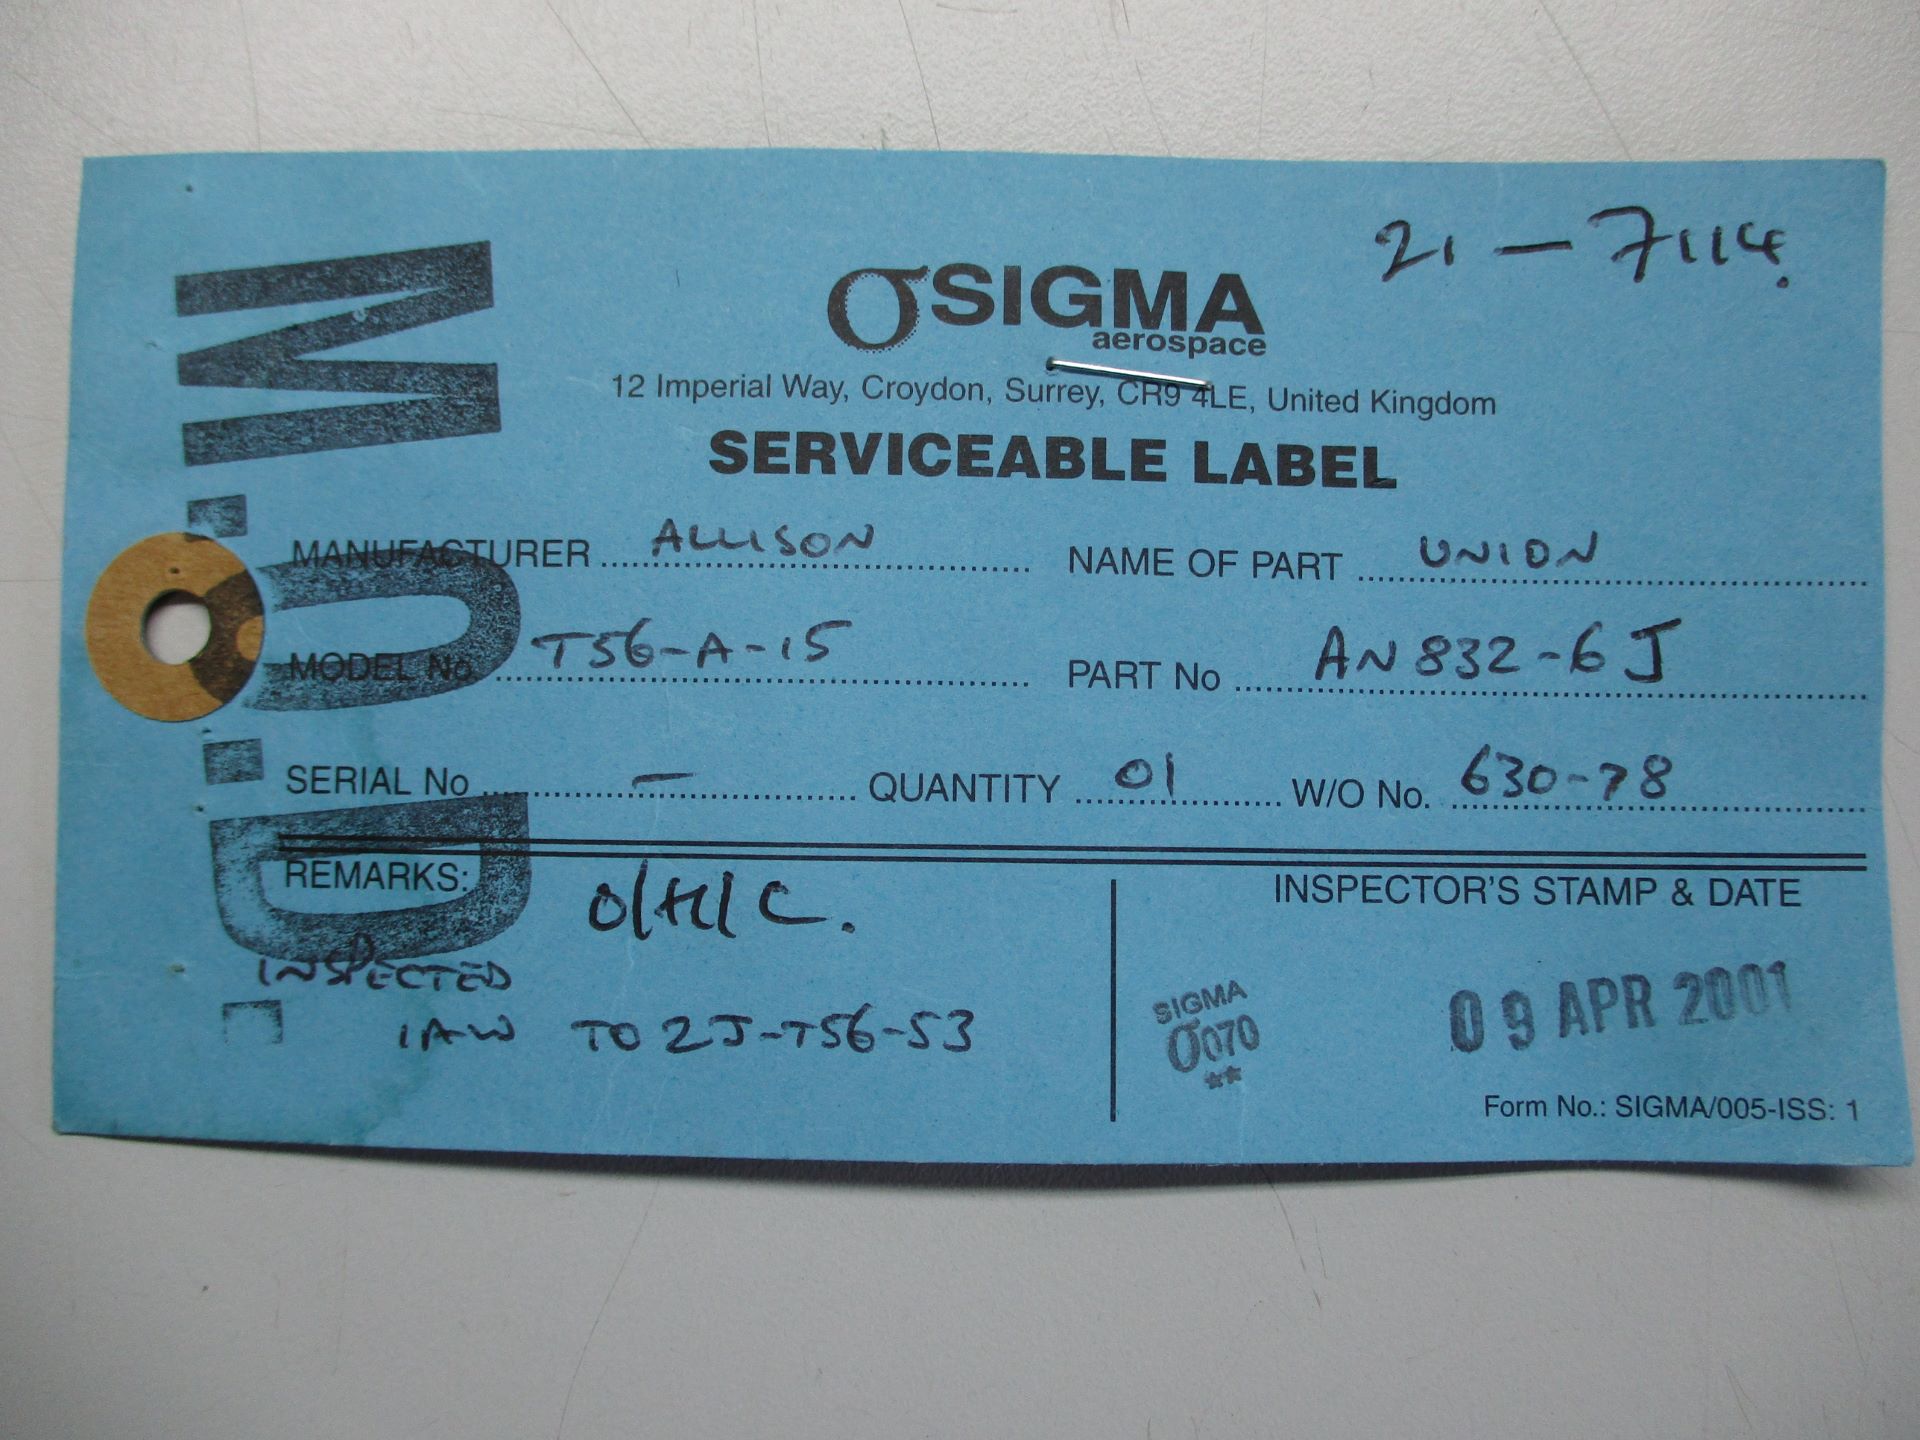 21-7114.
σSIGMA
aerospace
12 Imperial Way, Croydon, Surrey, CR9 4LE, United Kingdom
SERVICEABLE LABEL
M.O.D.
MANUFACTURER ALLISON NAME OF PART UNION
MODEL No T56-A-15 PART No AN832-6J
SERIAL No - QUANTITY 01 W/O No. 630-78
REMARKS: O/H/C.
INSPECTED
IAW TO 2J-T56-53
INSPECTOR'S STAMP & DATE
SIGMA
σ070
**
09 APR 2001
Form No.: SIGMA/005-ISS: 1